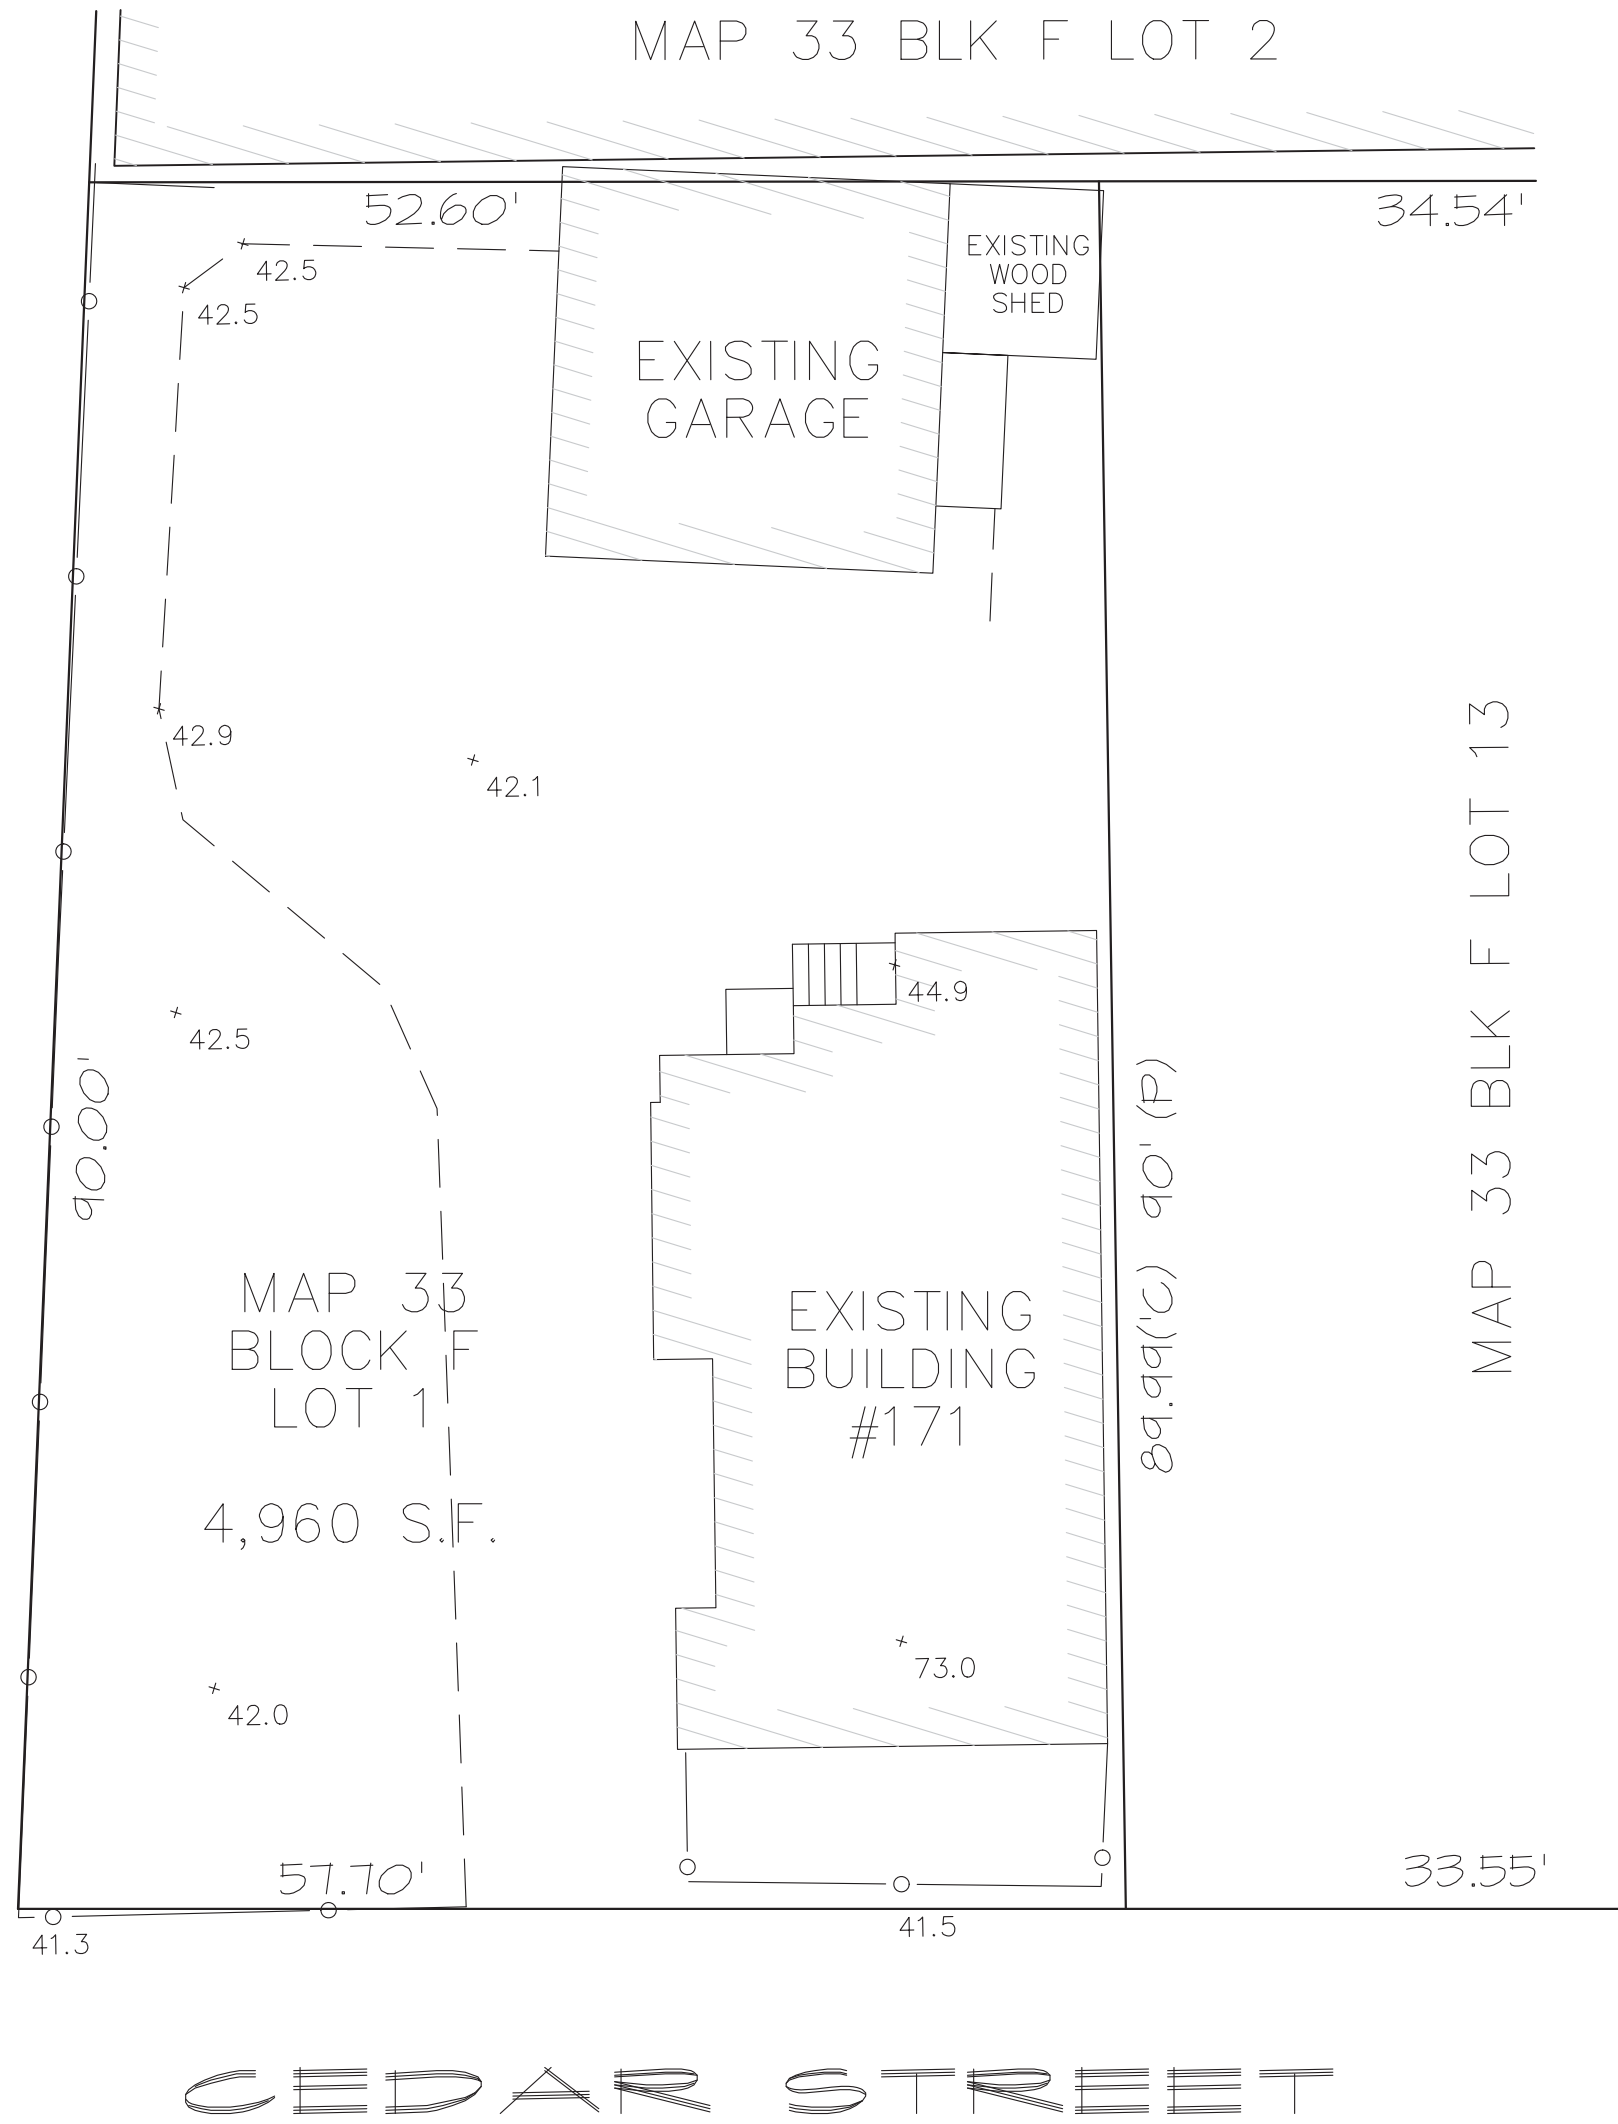 MAP 33 BLK F LOT 2
52.60'
34.54'
42.5
42.5
EXISTING
WOOD
SHED
EXISTING
GARAGE
42.9
42.1
MAP 33 BLK F LOT 13
44.9
42.5
90.00'
89.99('C) 90' (P)
MAP 33
BLOCK F
LOT 1
4,960 S.F.
EXISTING
BUILDING
#171
73.0
42.0
57.70'
33.55'
41.3
41.5
CEDAR STREET